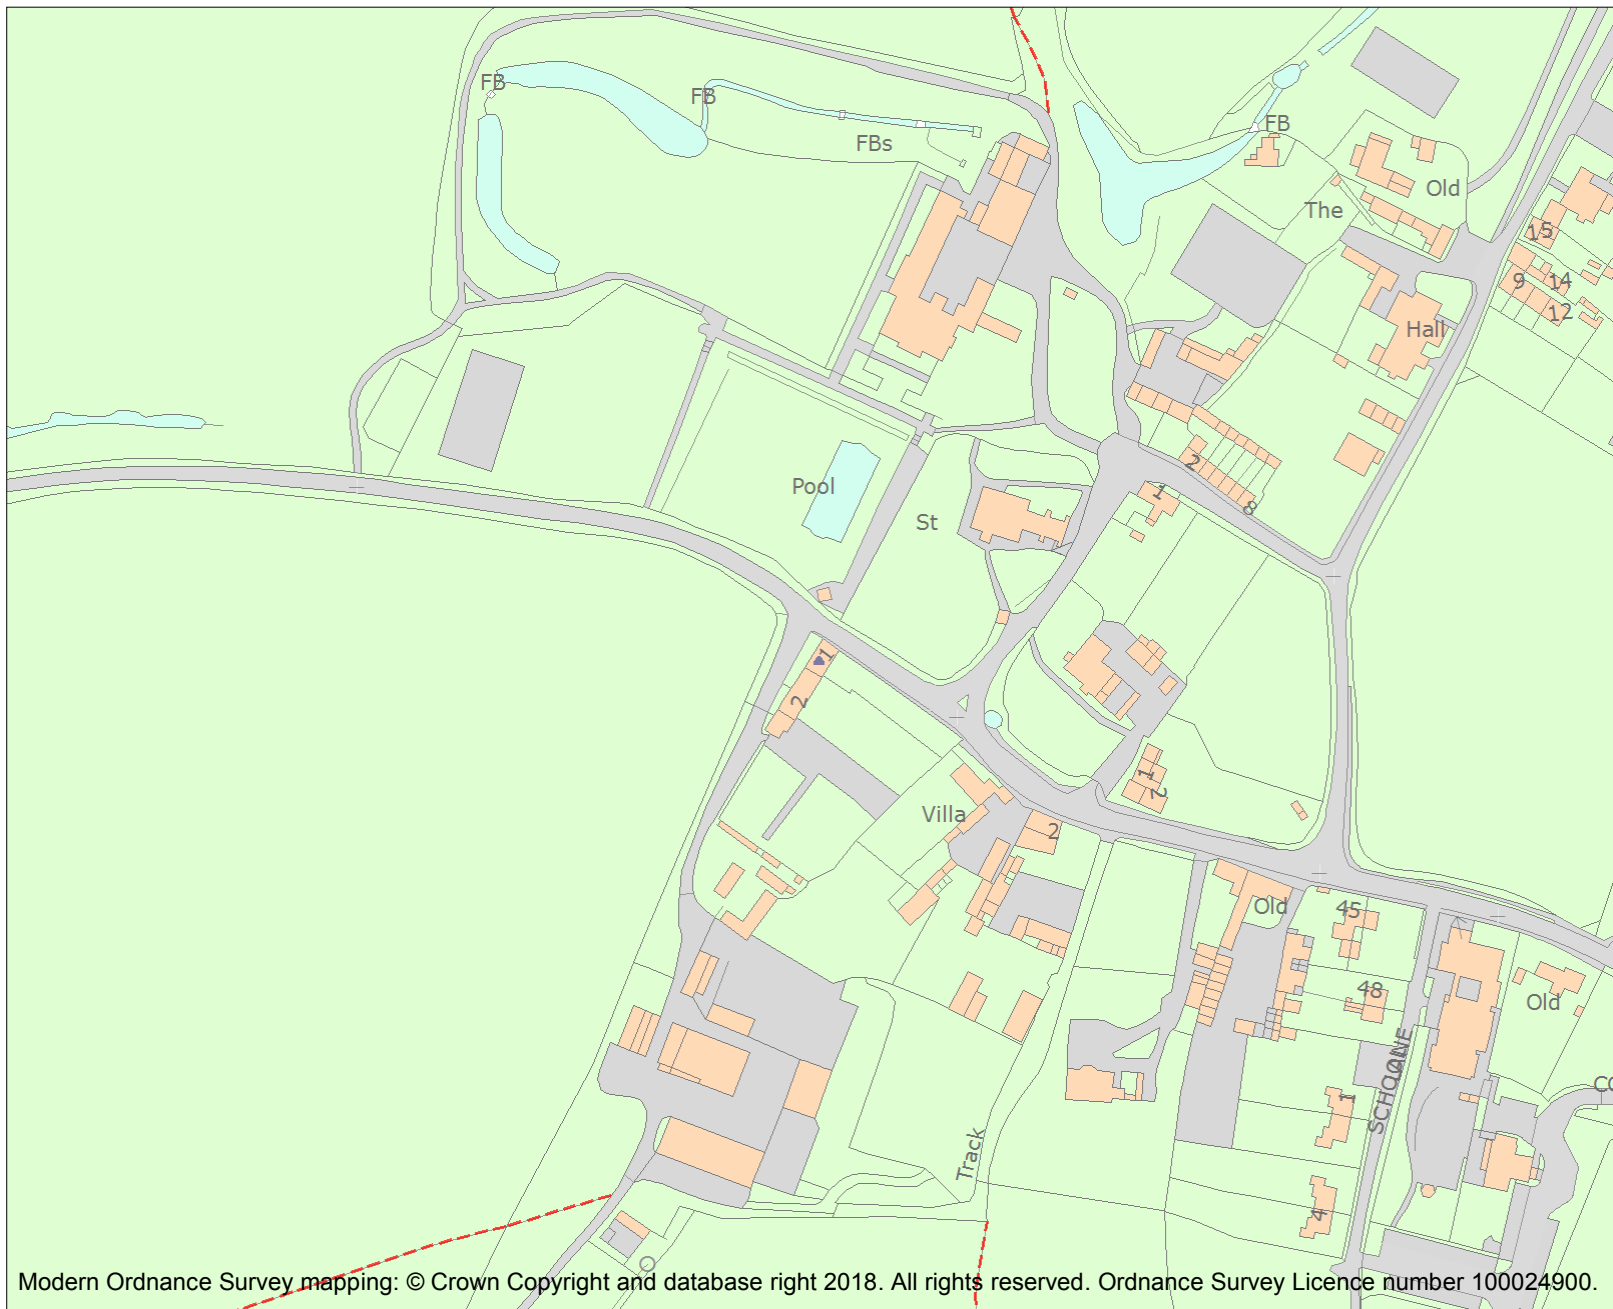 FB
FB
FB
FBs
Old
The
15
9
14
12
Hall
2
1
8
Pool
St
1
2
1
2
Villa
2
Old
45
48
Old
SCHOOL
LANE
1
4
Track
CO
Modern Ordnance Survey mapping: © Crown Copyright and database right 2018. All rights reserved. Ordnance Survey Licence number 100024900.